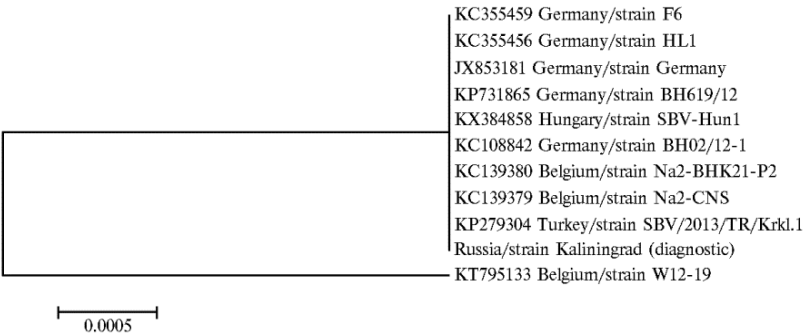 KC355459 Germany/strain F6
KC355456 Germany/strain HL1
JX853181 Germany/strain Germany
KP731865 Germany/strain BH619/12
KX384858 Hungary/strain SBV-Hun1
KC108842 Germany/strain BH02/12-1
KC139380 Belgium/strain Na2-BHK21-P2
KC139379 Belgium/strain Na2-CNS
KP279304 Turkey/strain SBV/2013/TR/Krkl.1
Russia/strain Kaliningrad (diagnostic)
KT795133 Belgium/strain W12-19
0.0005